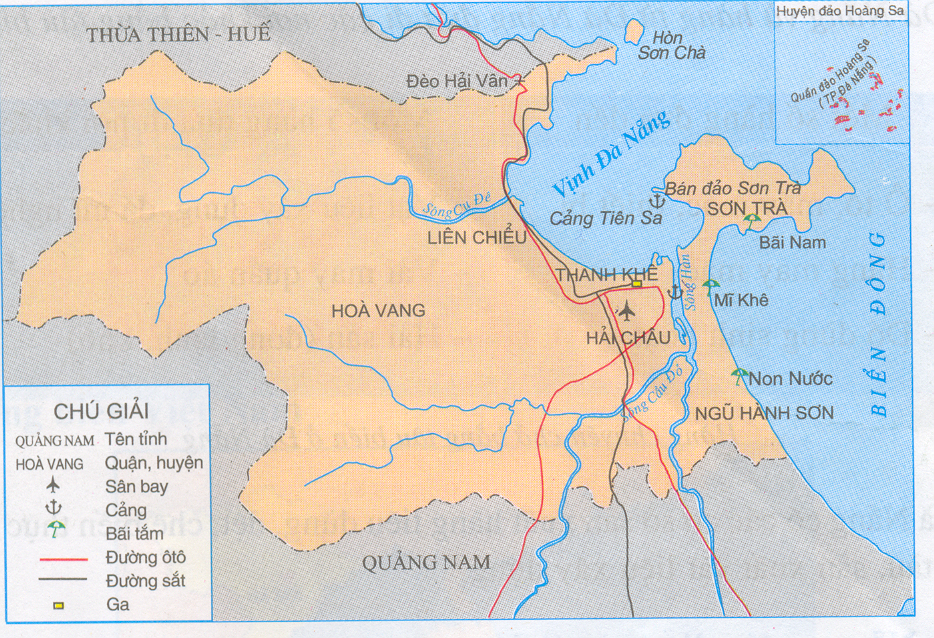 THỪA THIÊN - HUẾ
Hòn
Sơn Chà
Đèo Hải Vân
Huyện đảo Hoàng Sa
Quần đảo Hoàng Sa
(TP.Đà Nẵng)
Vịnh Đà Nẵng
Sông Cu Đê
LIÊN CHIỂU
Cảng Tiên Sa
Bán đảo Sơn Trà
SƠN TRÀ
Bãi Nam
THANH KHÊ
Sông Hàn
Mĩ Khê
HOÀ VANG
HẢI CHÂU
BIỂN ĐÔNG
Non Nước
Sông Cầu Đỏ
NGŨ HÀNH SƠN
QUẢNG NAM
CHÚ GIẢI
QUẢNG NAM Tên tỉnh
HOÀ VANG Quận, huyện
Sân bay
Cảng
Bãi tắm
Đường ôtô
Đường sắt
Ga